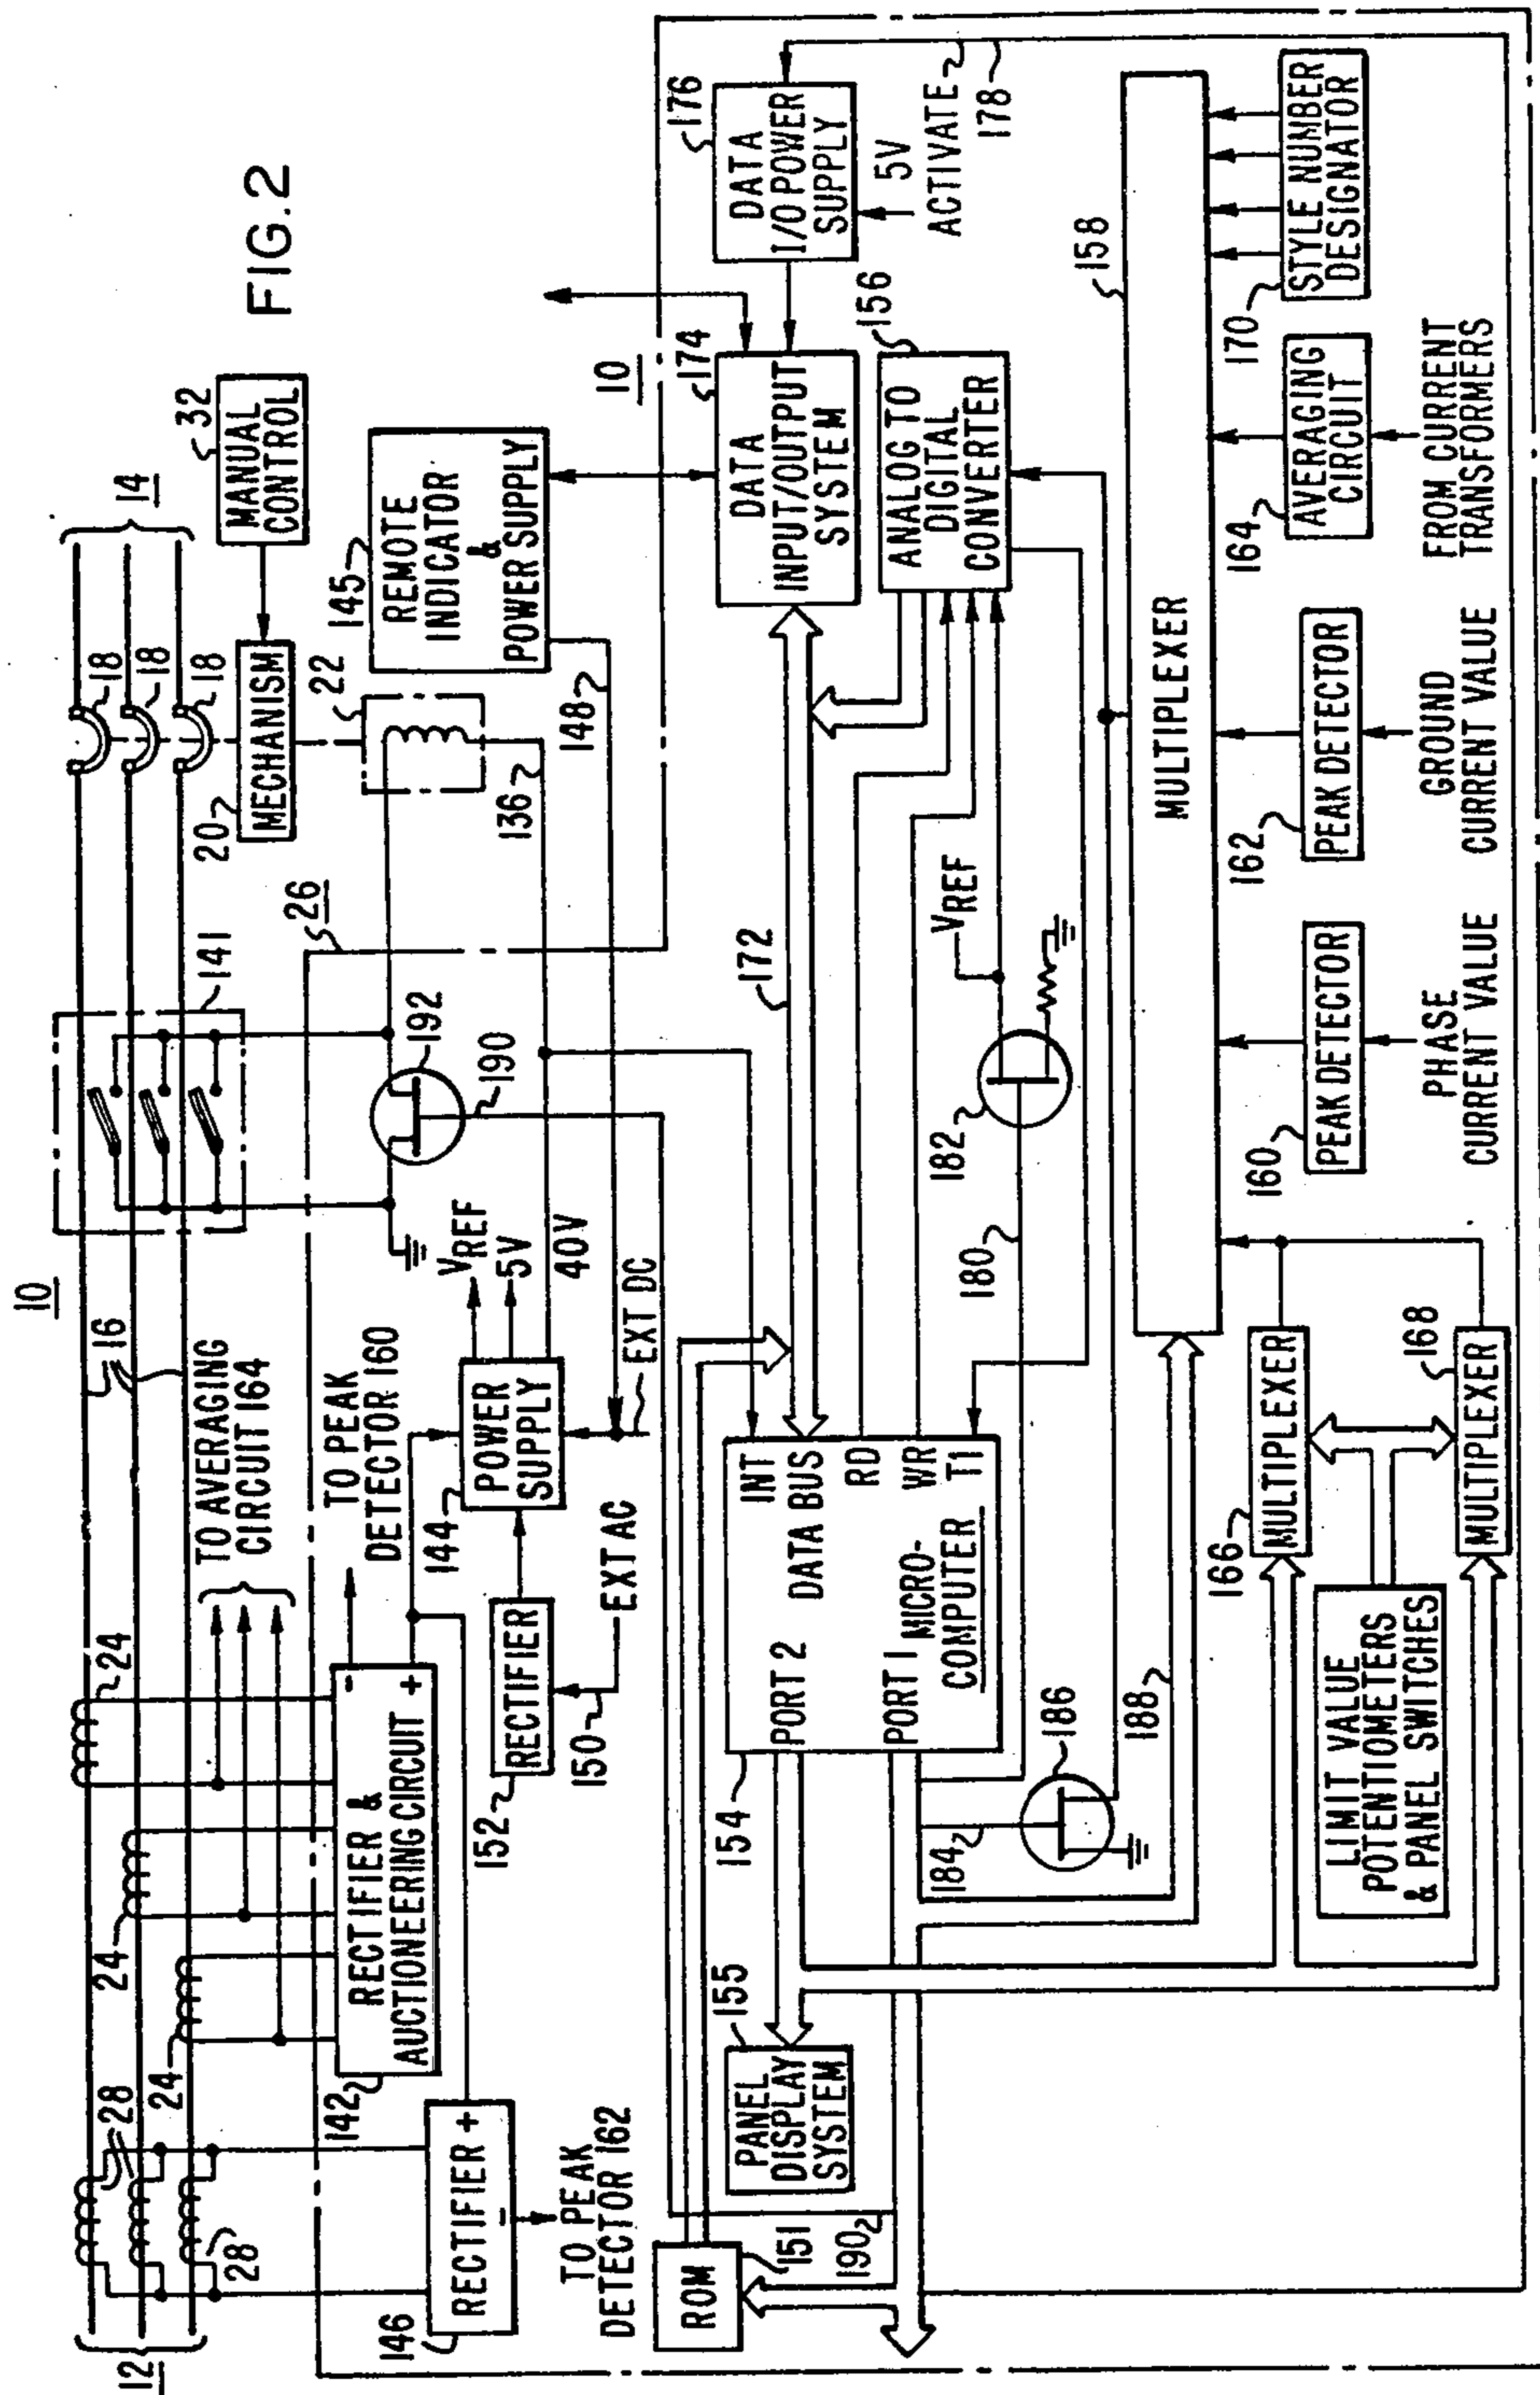 FIG. 2
10
12
14
16
18
18
18
141
MANUAL
CONTROL
32
MECHANISM
20
22
24
24
24
28
28
TO AVERAGING
CIRCUIT 164
26
192
190
136
145
REMOTE
INDICATOR
&
POWER SUPPLY
148
RECTIFIER &
AUCTIONEERING CIRCUIT
-
+
142
TO PEAK
DETECTOR 160
144
POWER
SUPPLY
VREF
5V
40V
EXT DC
RECTIFIER
152
150
EXT AC
RECTIFIER
+
-
146
TO PEAK
DETECTOR 162
10
ROM
151
190
PANEL
DISPLAY
SYSTEM
155
154
PORT 2
PORT 1
MICRO-
COMPUTER
INT
DATA BUS
RD
WR
T1
172
DATA
INPUT/OUTPUT
SYSTEM
174
DATA
I/O POWER
SUPPLY
176
5V
ACTIVATE
178
ANALOG TO
DIGITAL
CONVERTER
156
VREF
180
182
184
186
188
MULTIPLEXER
158
166
MULTIPLEXER
168
MULTIPLEXER
LIMIT VALUE
POTENTIOMETERS
& PANEL SWITCHES
160
PEAK DETECTOR
PHASE
CURRENT VALUE
162
PEAK DETECTOR
GROUND
CURRENT VALUE
164
AVERAGING
CIRCUIT
FROM CURRENT
TRANSFORMERS
170
STYLE NUMBER
DESIGNATOR